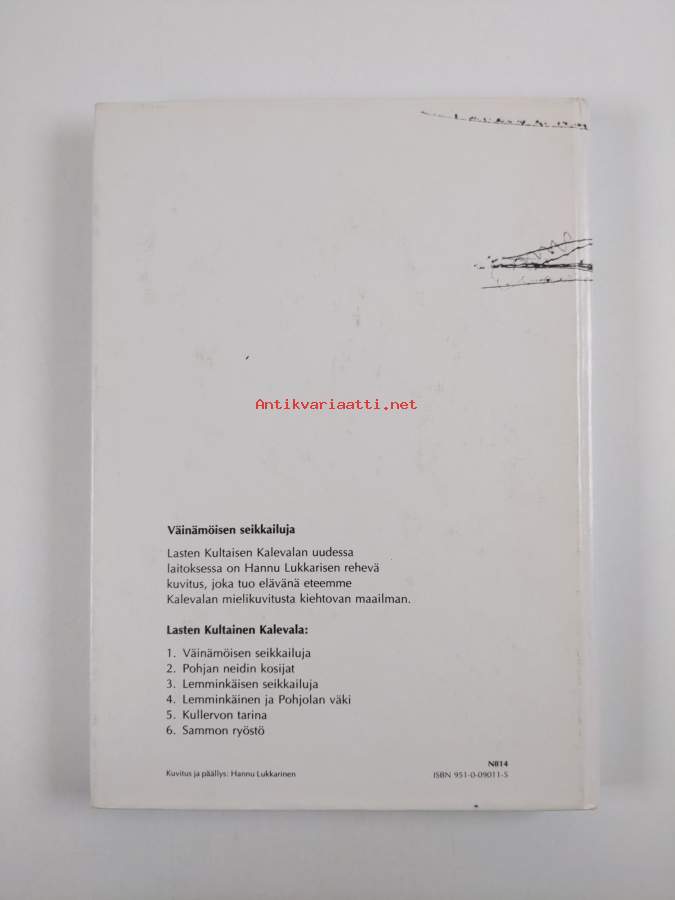 Antikvariaatti.net
Väinämöisen seikkailuja
Lasten Kultaisen Kalevalan uudessa
laitoksessa on Hannu Lukkarisen rehevä
kuvitus, joka tuo elävänä eteemme
Kalevalan mielikuvitusta kiehtovan maailman.
Lasten Kultainen Kalevala:
1. Väinämöisen seikkailuja
2. Pohjan neidin kosijat
3. Lemminkäisen seikkailuja
4. Lemminkäinen ja Pohjolan väki
5. Kullervon tarina
6. Sammon ryöstö
N814
Kuvitus ja päällys: Hannu Lukkarinen ISBN 951-0-09011-5